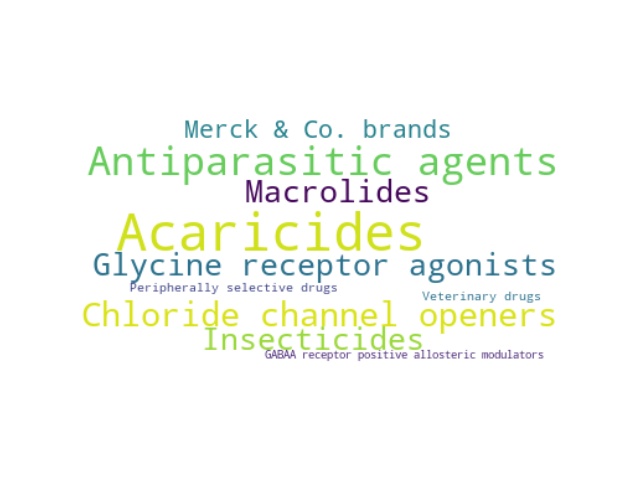 Merck & Co. brands
Antiparasitic agents
Macrolides
Acaricides
Glycine receptor agonists
Peripherally selective drugs
Veterinary drugs
Chloride channel openers
Insecticides
GABAA receptor positive allosteric modulators